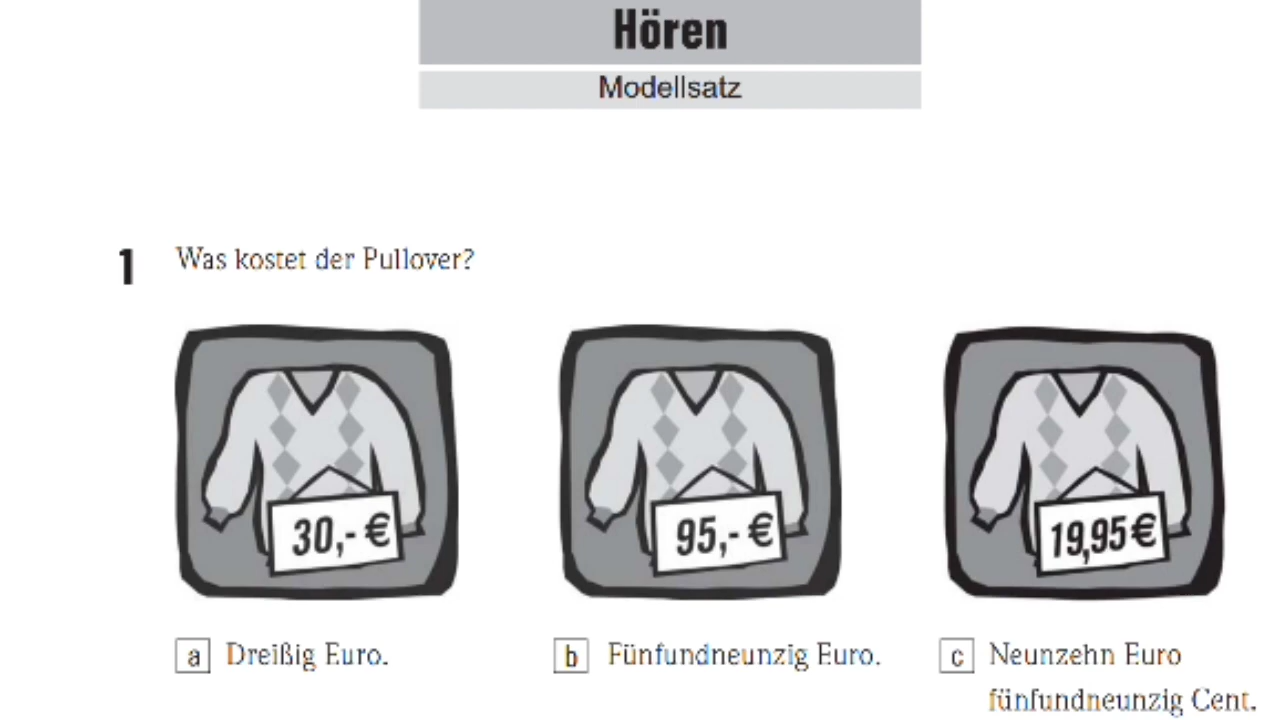 Hören
Modellsatz
1 Was kostet der Pullover?
30,- € 95,- € 19,95 €
a Dreißig Euro. b Fünfundneunzig Euro. c Neunzehn Euro
fünfundneunzig Cent.